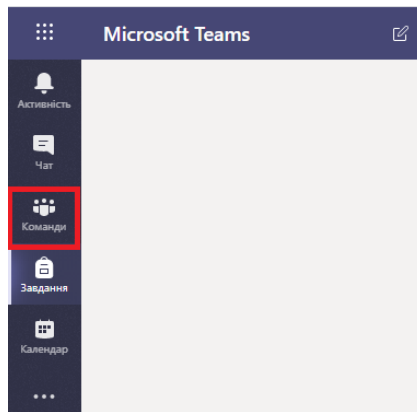 Microsoft Teams
Активність
Чат
Команди
Завдання
Календар